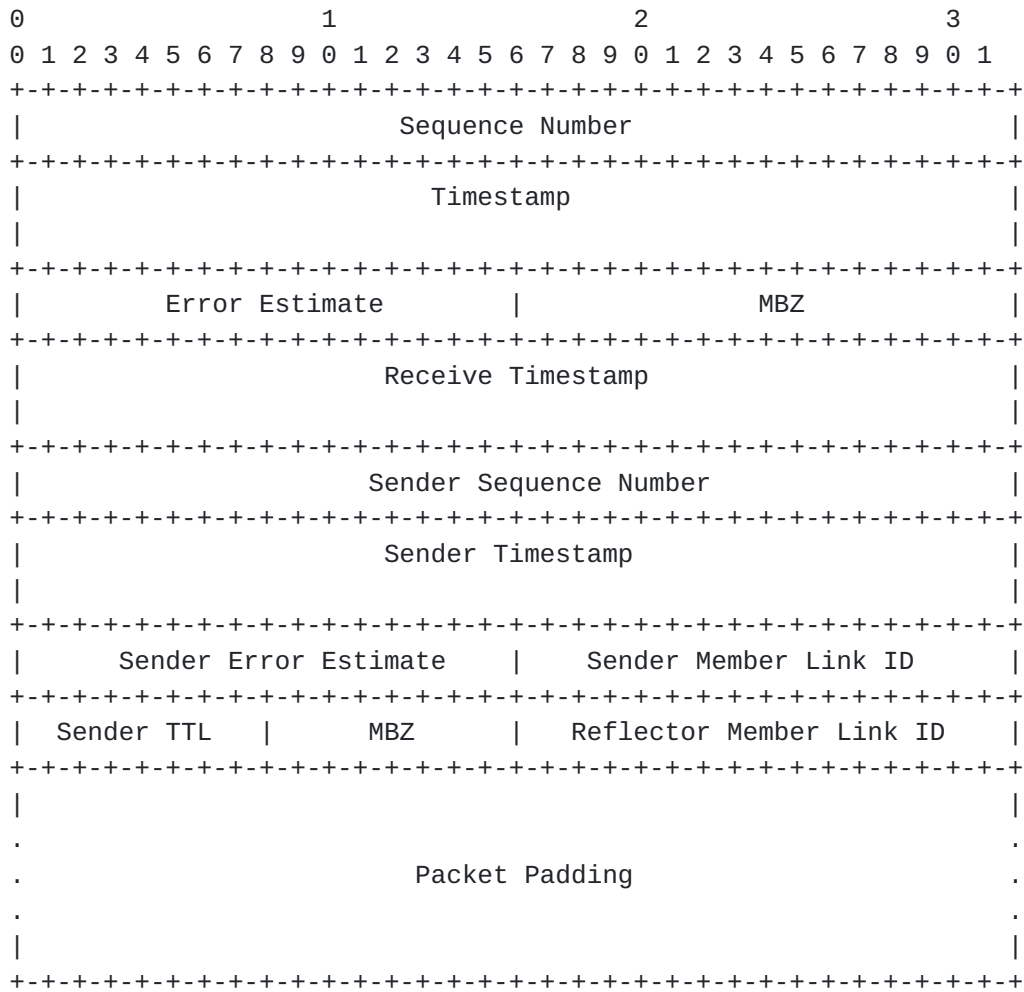 0                   1                   2                   3
0 1 2 3 4 5 6 7 8 9 0 1 2 3 4 5 6 7 8 9 0 1 2 3 4 5 6 7 8 9 0 1
+-+-+-+-+-+-+-+-+-+-+-+-+-+-+-+-+-+-+-+-+-+-+-+-+-+-+-+-+-+-+-+-+
|                        Sequence Number                        |
+-+-+-+-+-+-+-+-+-+-+-+-+-+-+-+-+-+-+-+-+-+-+-+-+-+-+-+-+-+-+-+-+
|                          Timestamp                            |
|                                                               |
+-+-+-+-+-+-+-+-+-+-+-+-+-+-+-+-+-+-+-+-+-+-+-+-+-+-+-+-+-+-+-+-+
|         Error Estimate        |               MBZ             |
+-+-+-+-+-+-+-+-+-+-+-+-+-+-+-+-+-+-+-+-+-+-+-+-+-+-+-+-+-+-+-+-+
|                       Receive Timestamp                       |
|                                                               |
+-+-+-+-+-+-+-+-+-+-+-+-+-+-+-+-+-+-+-+-+-+-+-+-+-+-+-+-+-+-+-+-+
|                      Sender Sequence Number                   |
+-+-+-+-+-+-+-+-+-+-+-+-+-+-+-+-+-+-+-+-+-+-+-+-+-+-+-+-+-+-+-+-+
|                       Sender Timestamp                        |
|                                                               |
+-+-+-+-+-+-+-+-+-+-+-+-+-+-+-+-+-+-+-+-+-+-+-+-+-+-+-+-+-+-+-+-+
|      Sender Error Estimate    |    Sender Member Link ID      |
+-+-+-+-+-+-+-+-+-+-+-+-+-+-+-+-+-+-+-+-+-+-+-+-+-+-+-+-+-+-+-+-+
|  Sender TTL   |      MBZ      |   Reflector Member Link ID    |
+-+-+-+-+-+-+-+-+-+-+-+-+-+-+-+-+-+-+-+-+-+-+-+-+-+-+-+-+-+-+-+-+
|                                                               |
.                                                               .
.                         Packet Padding                        .
.                                                               .
|                                                               |
+-+-+-+-+-+-+-+-+-+-+-+-+-+-+-+-+-+-+-+-+-+-+-+-+-+-+-+-+-+-+-+-+